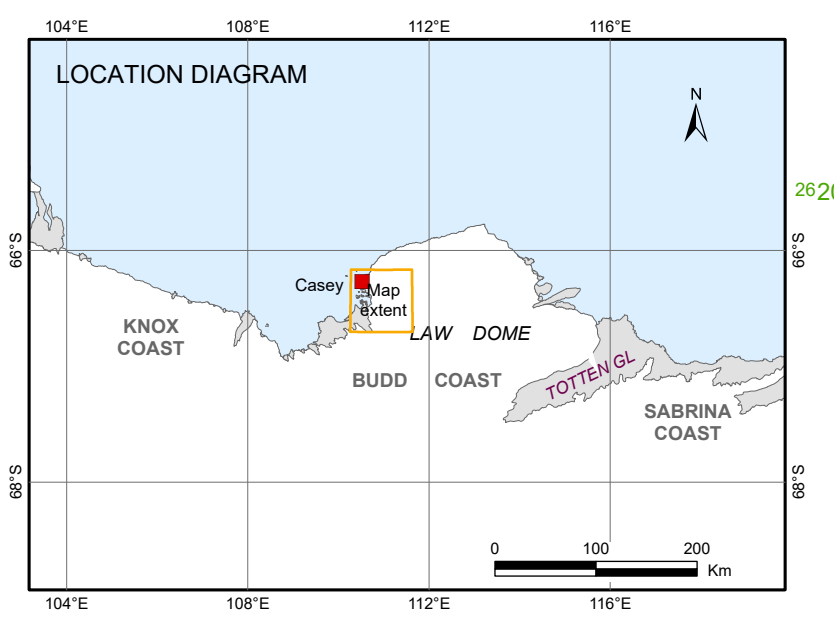 104°E 108°E 112°E 116°E
LOCATION DIAGRAM
N
2620
66°S 66°S
Casey
Map
extent
KNOX
COAST
LAW DOME
BUDD COAST
TOTTEN GL
SABRINA
COAST
68°S 68°S
0 100 200
Km
104°E 108°E 112°E 116°E